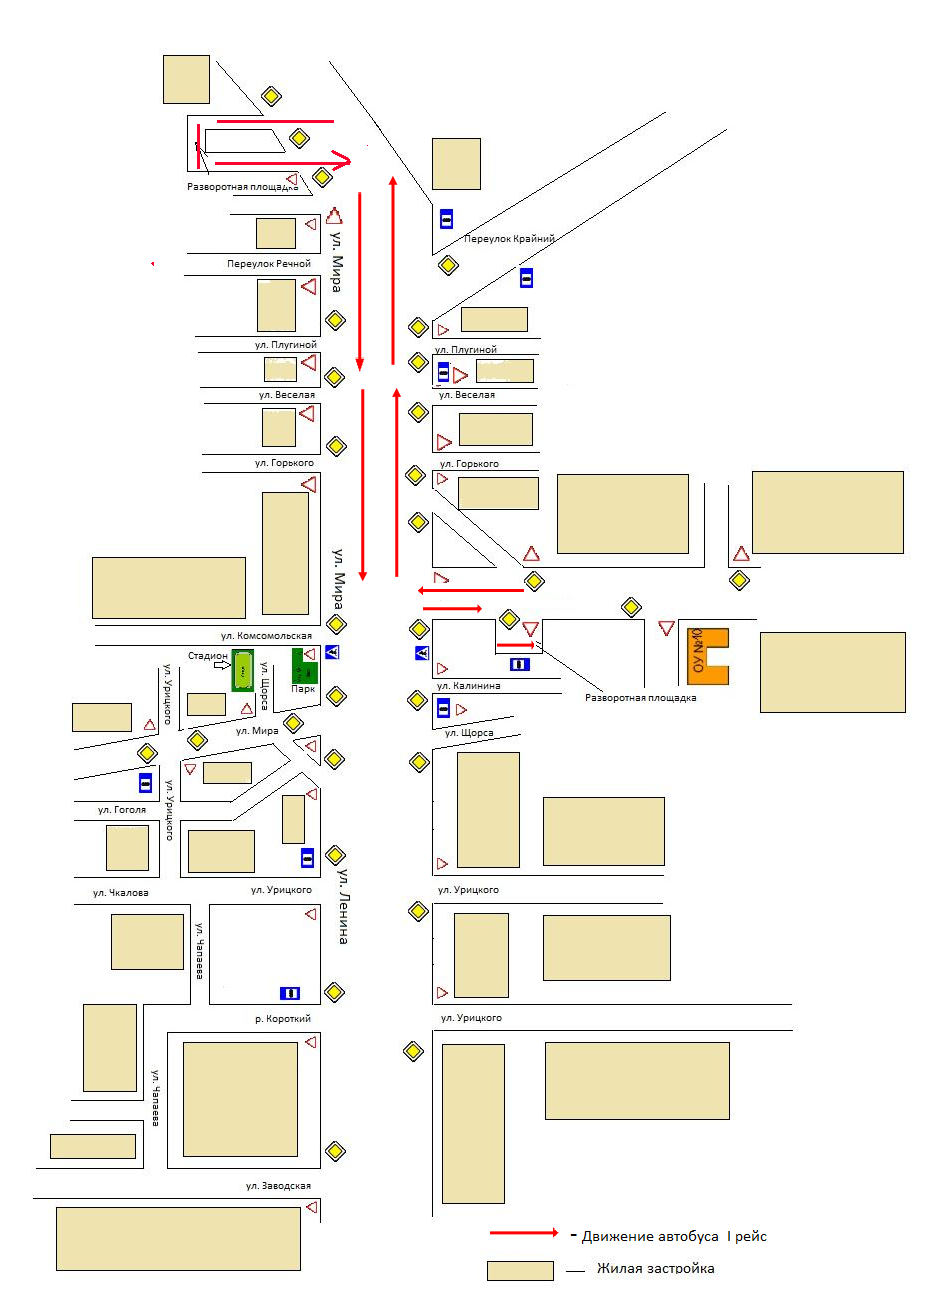 Разворотная площадка
ул. Мира
Переулок Крайний
Переулок Речной
ул. Плугиной
ул. Плугиной
ул. Веселая
ул. Веселая
ул. Горького
ул. Горького
ул. Мира
ул. Комсомольская
ОУ №10
Стадион
ул. Урицкого
ул. Щорса
Парк
ул. Калинина
Разворотная площадка
ул. Мира
ул. Щорса
ул. Гоголя
ул. Урицкого
ул. Чкалова
ул. Урицкого
ул. Ленина
ул. Урицкого
ул. Чапаева
р. Короткий
ул. Урицкого
ул. Чапаева
ул. Заводская
- Движение автобуса I рейс
Жилая застройка